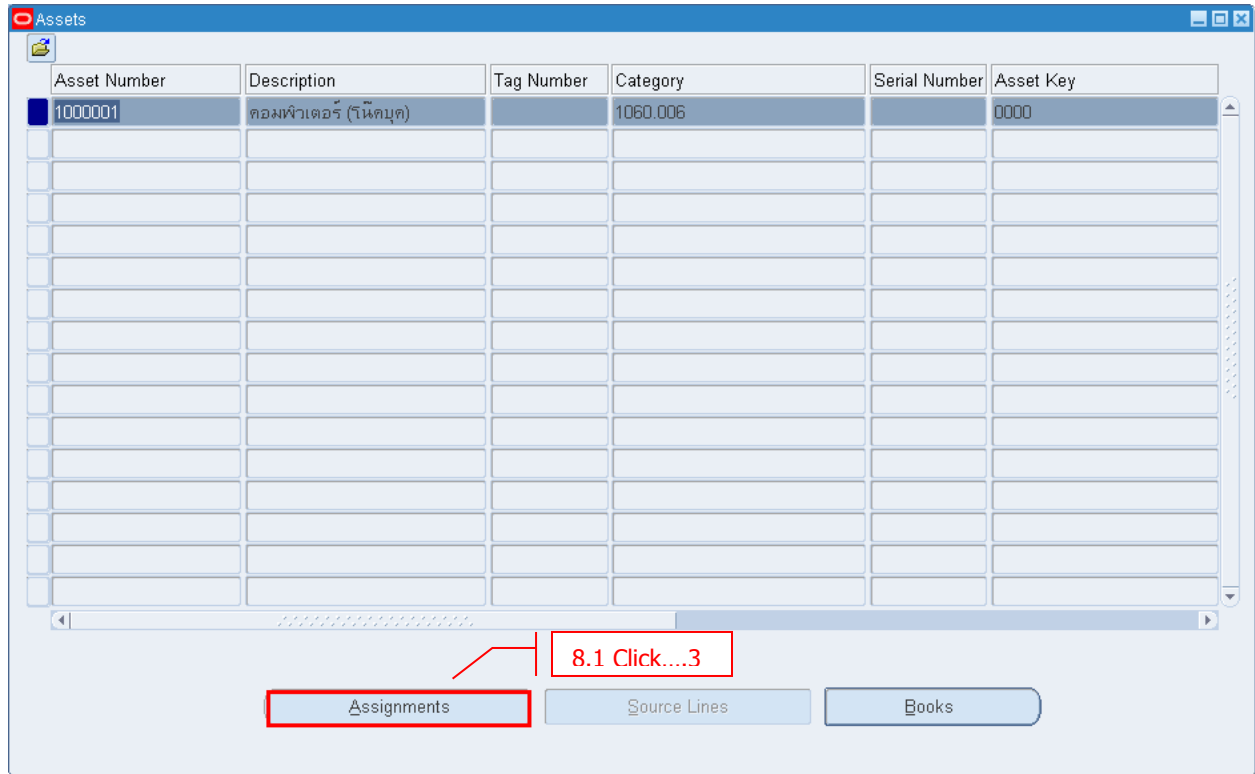 Assets
Asset Number Description Tag Number Category Serial Number Asset Key
1000001 คอมพิวเตอร์ (โน๊คบุค) 1060.006 0000
8.1 Click....3
Assignments Source Lines Books